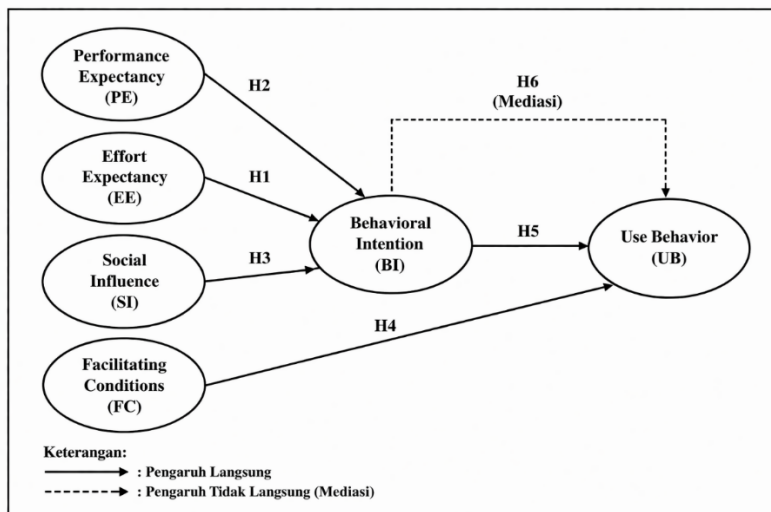 Performance
Expectancy
(PE)
H2
H6
(Mediasi)
Effort
Expectancy
(EE)
H1
Behavioral
Intention
(BI)
H5
Use Behavior
(UB)
Social
Influence
(SI)
H3
H4
Facilitating
Conditions
(FC)
Keterangan:
: Pengaruh Langsung
: Pengaruh Tidak Langsung (Mediasi)